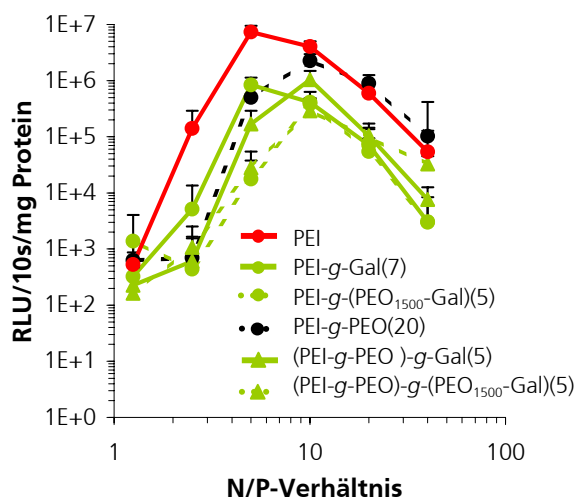 1E+7
1E+6
1E+5
1E+4
1E+3
1E+2
1E+1
1E+0
RLU/10s/mg Protein
PEI
PEI-g-Gal(7)
PEI-g-(PEO1500-Gal)(5)
PEI-g-PEO(20)
(PEI-g-PEO )-g-Gal(5)
(PEI-g-PEO)-g-(PEO1500-Gal)(5)
1 10 100
N/P-Verhältnis